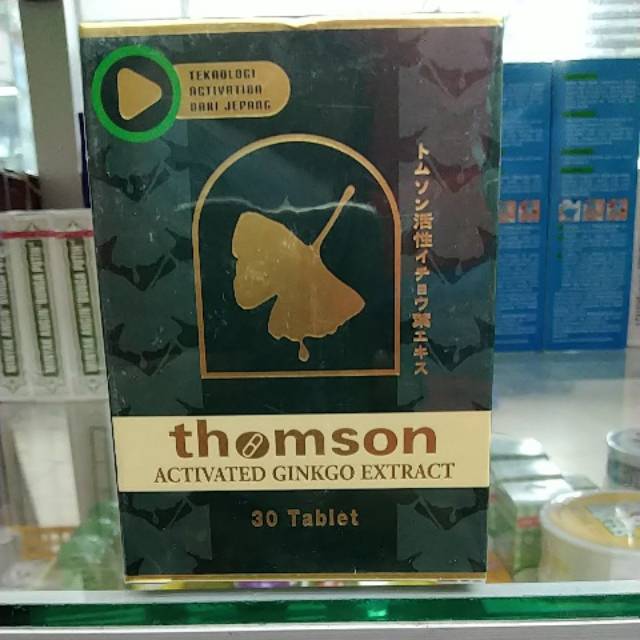 TEKNOLOGI
ACTIVATION
DARI JEPANG
トムソン活性イチョウ葉エキス
thomson
ACTIVATED GINKGO EXTRACT
30 Tablet